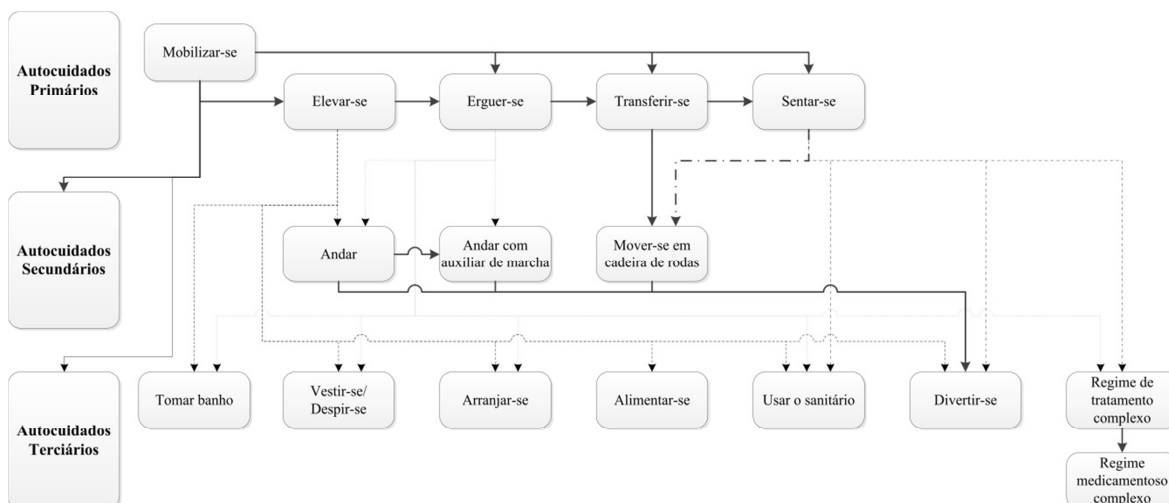 Autocuidados
Primários
Mobilizar-se
Elevar-se
Erguer-se
Transferir-se
Sentar-se
Autocuidados
Secundários
Andar
Andar com
auxiliar de marcha
Mover-se em
cadeira de rodas
Autocuidados
Terciários
Tomar banho
Vestir-se/
Despir-se
Arranjar-se
Alimentar-se
Usar o sanitário
Divertir-se
Regime de
tratamento
complexo
Regime
medicamentoso
complexo